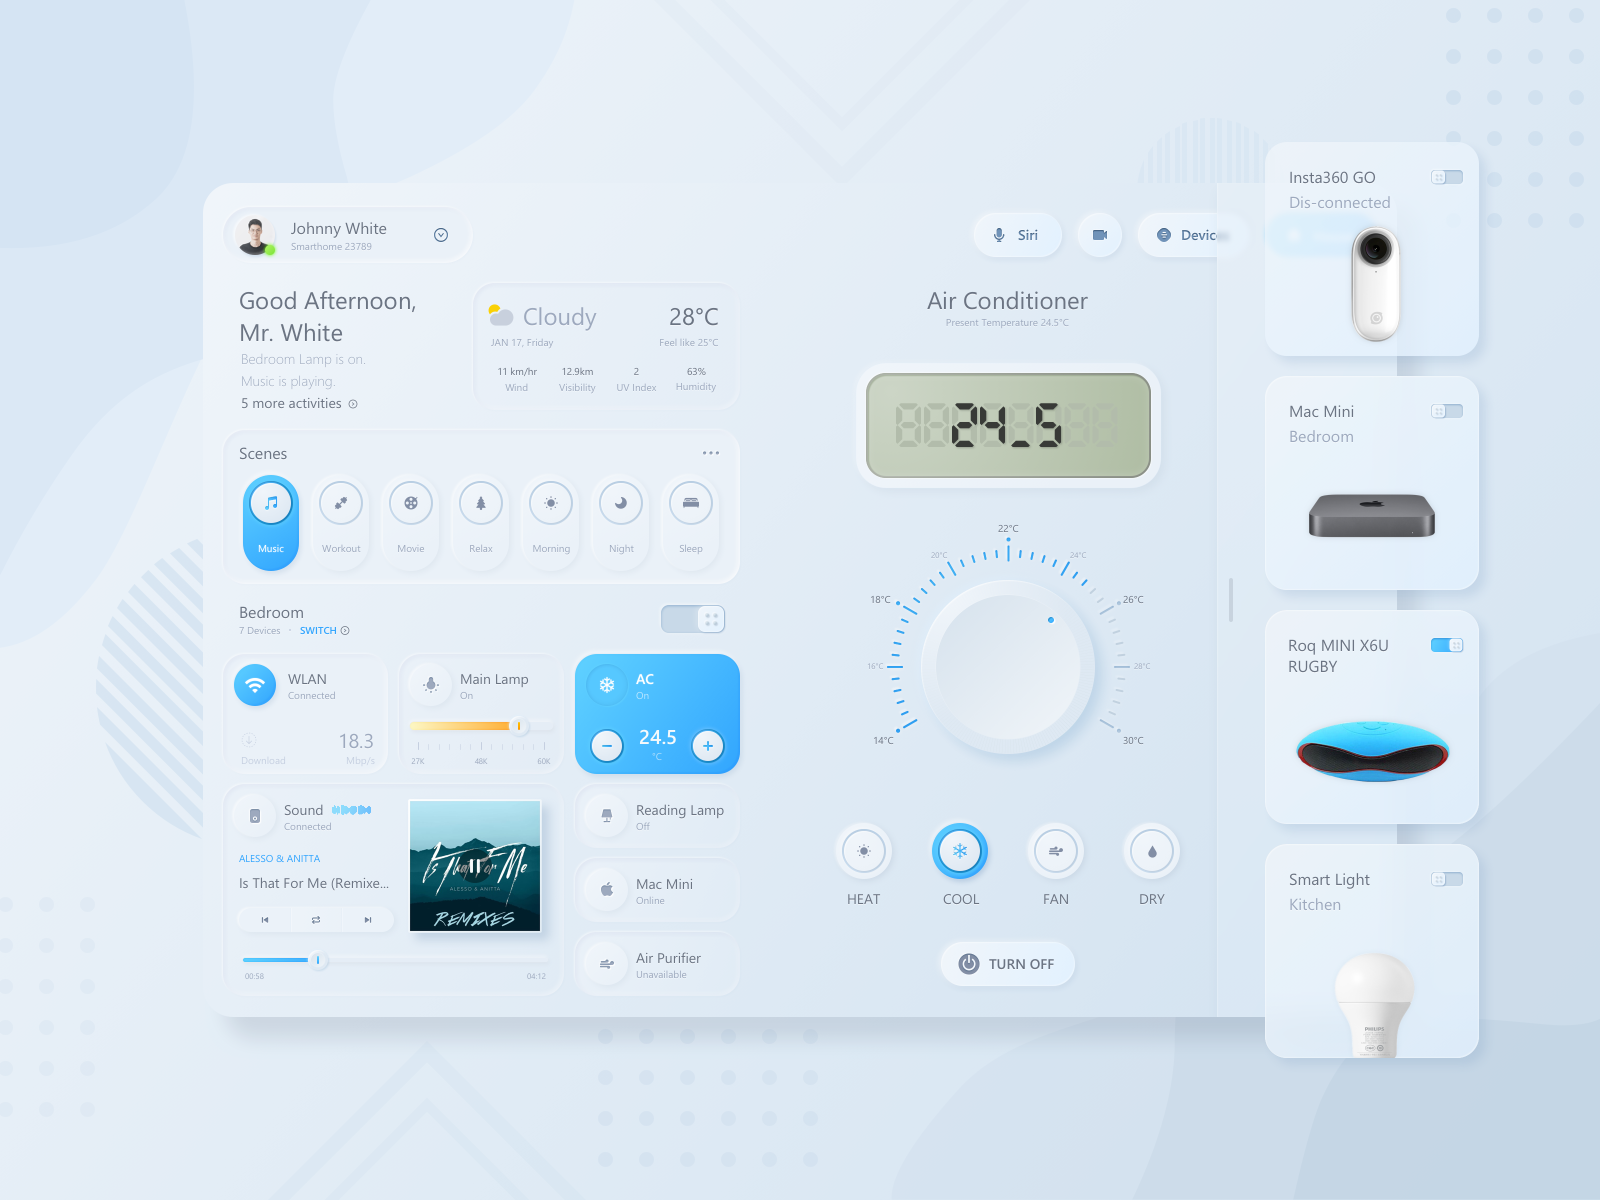 Johnny White
Smarthome 23789
Siri
Devic
Good Afternoon,
Mr. White
Bedroom Lamp is on.
Music is playing.
5 more activities
Cloudy
28°C
JAN 17, Friday
Feel like 25°C
11 km/hr
12.9km
2
63%
Wind
Visibility
UV Index
Humidity
Scenes
Music
Workout
Movie
Relax
Morning
Night
Sleep
Bedroom
7 Devices · SWITCH
WLAN
Connected
18.3
Download
Mbp/s
Main Lamp
On
27K
48K
60K
AC
On
24.5
°C
Sound
Connected
ALESSO & ANITTA
Is That For Me (Remixe...
00:58
04:12
Is That For Me
ALESSO & ANITTA
REMIXES
Reading Lamp
Off
Mac Mini
Online
Air Purifier
Unavailable
Air Conditioner
Present Temperature 24.5°C
24.5
22°C
20°C
24°C
18°C
26°C
16°C
28°C
14°C
30°C
HEAT
COOL
FAN
DRY
TURN OFF
Insta360 GO
Dis-connected
Mac Mini
Bedroom
Roq MINI X6U
RUGBY
Smart Light
Kitchen
PHILIPS